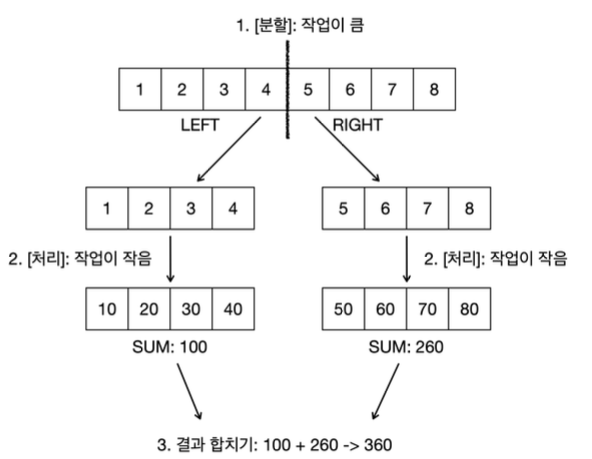 1. [분할]: 작업이 큼
1 2 3 4 5 6 7 8
LEFT RIGHT
1 2 3 4
5 6 7 8
2. [처리]: 작업이 작음
2. [처리]: 작업이 작음
10 20 30 40
50 60 70 80
SUM: 100
SUM: 260
3. 결과 합치기: 100 + 260 -> 360